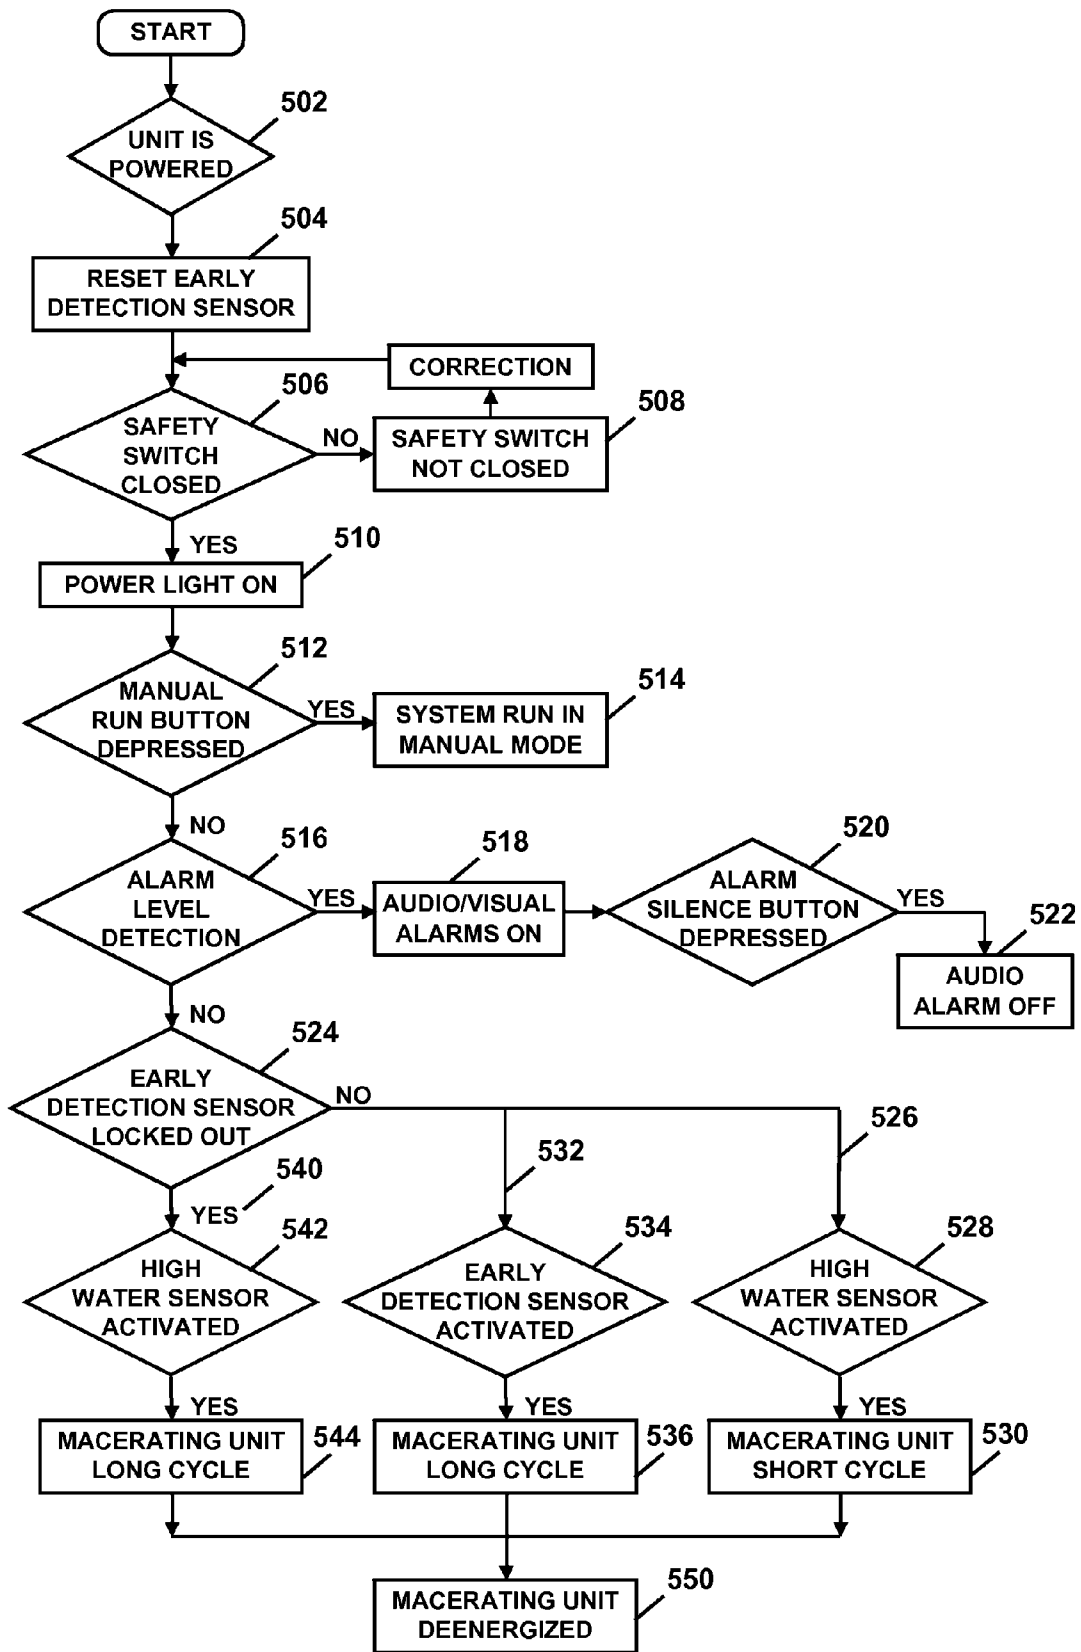 START
502
UNIT IS
POWERED
504
RESET EARLY
DETECTION SENSOR
CORRECTION
506
508
SAFETY
SWITCH
CLOSED
NO
SAFETY SWITCH
NOT CLOSED
YES
510
POWER LIGHT ON
512
MANUAL
RUN BUTTON
DEPRESSED
YES
514
SYSTEM RUN IN
MANUAL MODE
NO
516
ALARM
LEVEL
DETECTION
YES
518
AUDIO/VISUAL
ALARMS ON
520
ALARM
SILENCE BUTTON
DEPRESSED
YES
522
AUDIO
ALARM OFF
NO
524
EARLY
DETECTION SENSOR
LOCKED OUT
NO
526
532
540
YES
542
HIGH
WATER SENSOR
ACTIVATED
534
EARLY
DETECTION SENSOR
ACTIVATED
528
HIGH
WATER SENSOR
ACTIVATED
YES
YES
YES
MACERATING UNIT
LONG CYCLE
544
MACERATING UNIT
LONG CYCLE
536
MACERATING UNIT
SHORT CYCLE
530
550
MACERATING UNIT
DEENERGIZED